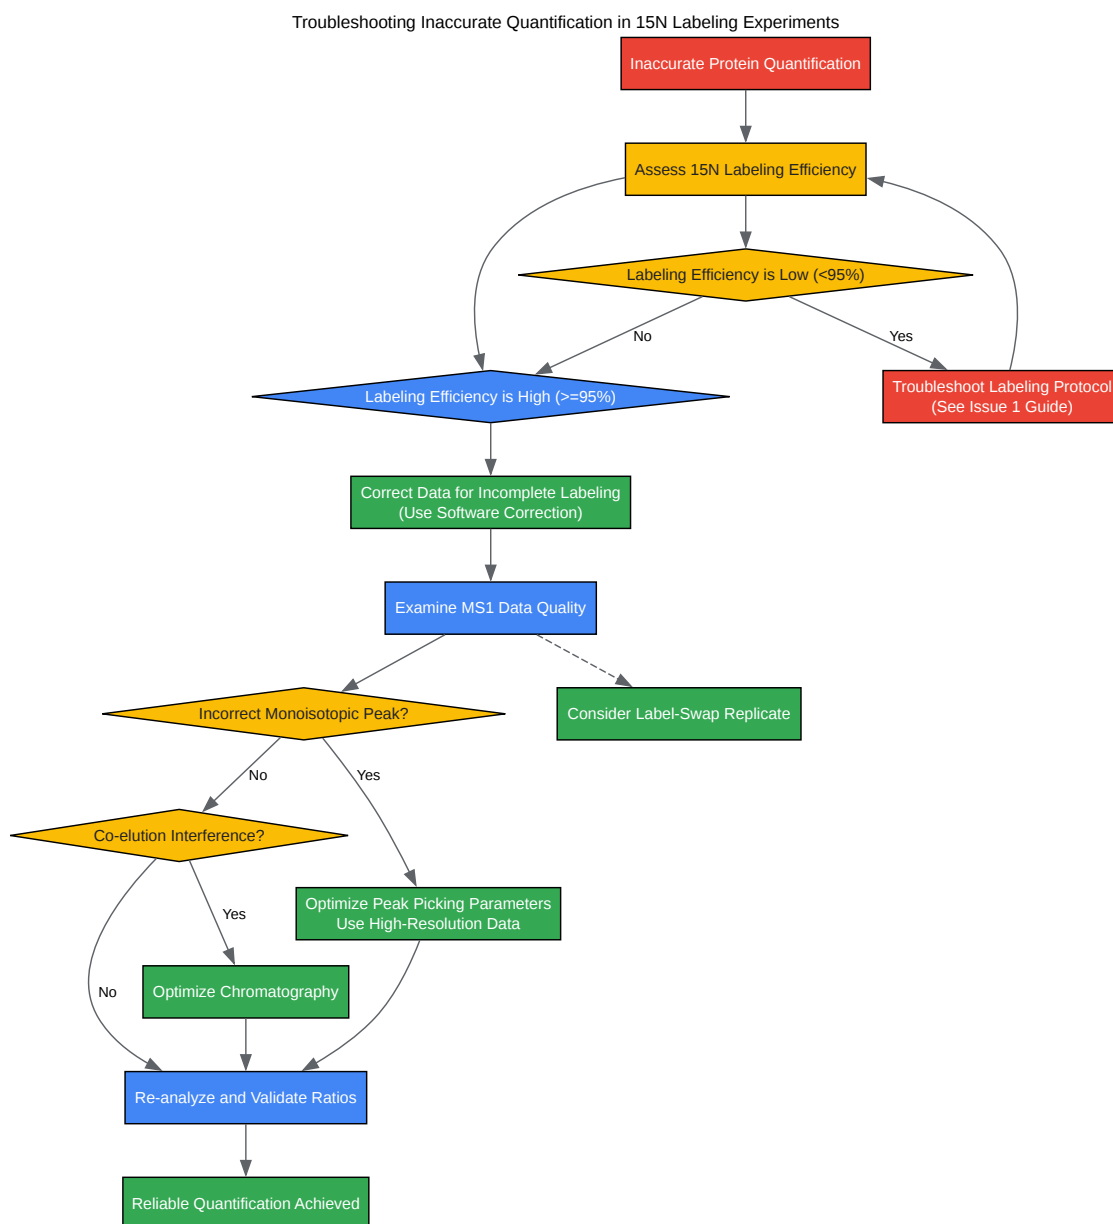 Troubleshooting Inaccurate Quantification in 15N Labeling Experiments
Inaccurate Protein Quantification
Assess 15N Labeling Efficiency
Labeling Efficiency is Low (<95%)
No
Yes
Labeling Efficiency is High (>=95%)
Troubleshoot Labeling Protocol
(See Issue 1 Guide)
Correct Data for Incomplete Labeling
(Use Software Correction)
Examine MS1 Data Quality
Incorrect Monoisotopic Peak?
Consider Label-Swap Replicate
No
Yes
Co-elution Interference?
Optimize Peak Picking Parameters
Use High-Resolution Data
Yes
No
Optimize Chromatography
Re-analyze and Validate Ratios
Reliable Quantification Achieved